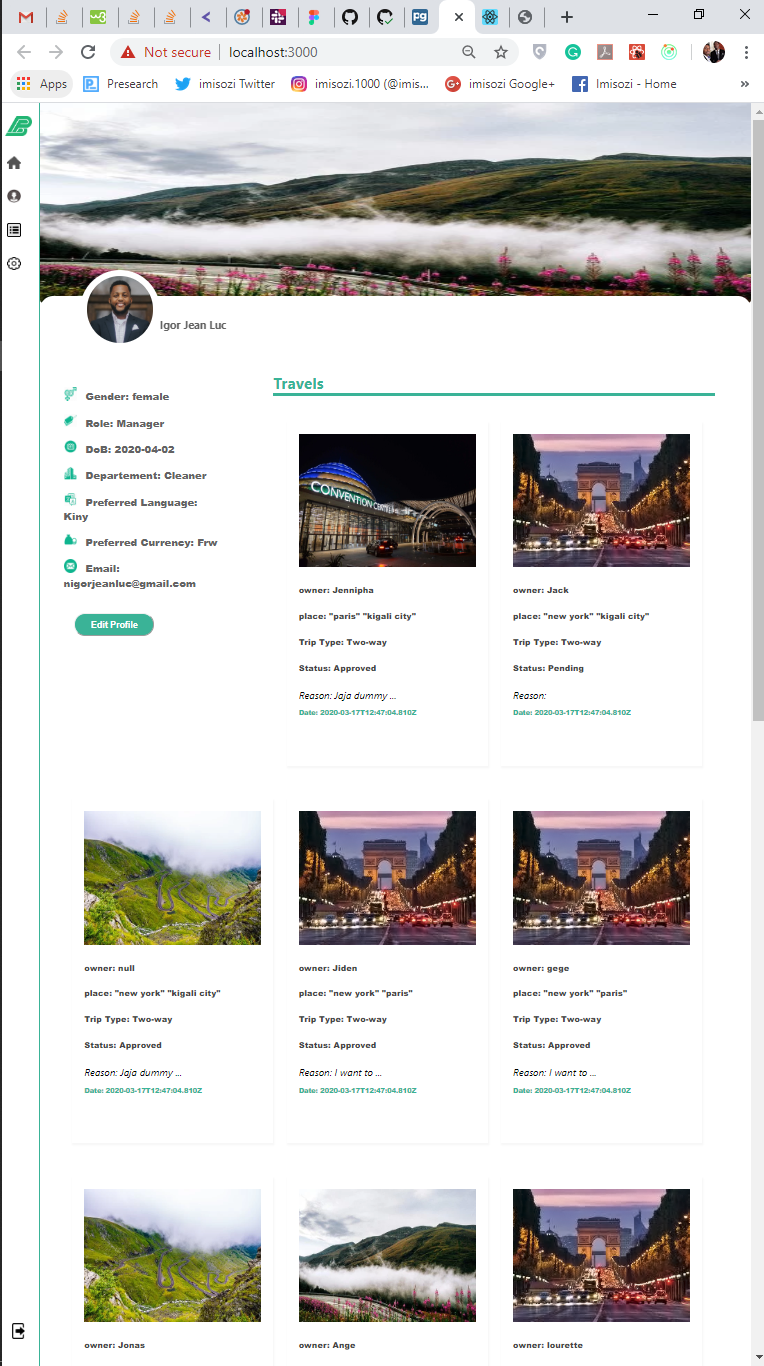 Not secure
localhost:3000
Apps
Presearch
imisozi Twitter
imisozi.1000 (@imis...
imisozi Google+
Imisozi - Home
»
Igor Jean Luc
Gender: female
Role: Manager
DoB: 2020-04-02
Departement: Cleaner
Preferred Language:
Kiny
Preferred Currency: Frw
Email:
nigorjeanluc@gmail.com
Edit Profile
Travels
CONVENTION CENTRE
owner: Jennipha
place: "paris" "kigali city"
Trip Type: Two-way
Status: Approved
Reason: Jaja dummy ...
Date: 2020-03-17T12:47:04.810Z
owner: Jack
place: "new york" "kigali city"
Trip Type: Two-way
Status: Pending
Reason:
Date: 2020-03-17T12:47:04.810Z
owner: null
place: "new york" "kigali city"
Trip Type: Two-way
Status: Approved
Reason: Jaja dummy ...
Date: 2020-03-17T12:47:04.810Z
owner: Jiden
place: "new york" "paris"
Trip Type: Two-way
Status: Approved
Reason: I want to ...
Date: 2020-03-17T12:47:04.810Z
owner: gege
place: "new york" "paris"
Trip Type: Two-way
Status: Approved
Reason: I want to ...
Date: 2020-03-17T12:47:04.810Z
owner: Jonas
owner: Ange
owner: lourette